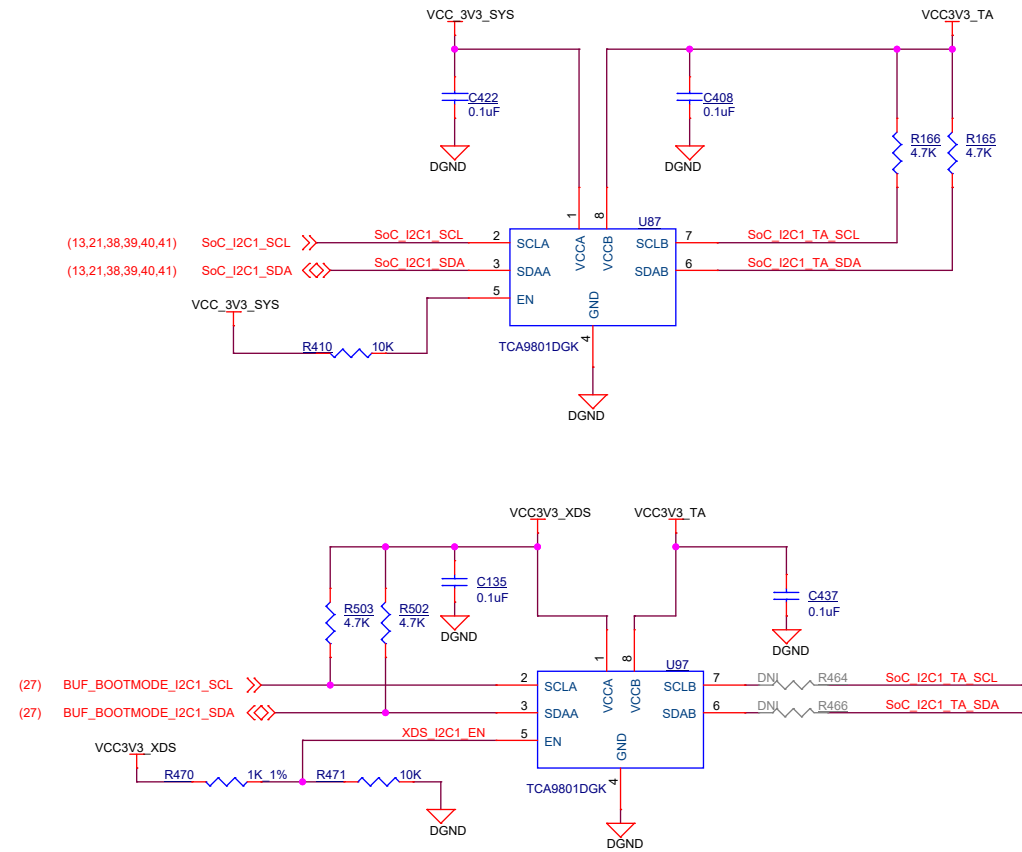 VCC_3V3_SYS
VCC3V3_TA
C422
0.1uF
C408
0.1uF
R166
4.7K
R165
4.7K
DGND
DGND
1
8
U87
(13,21,38,39,40,41) SoC_I2C1_SCL
SoC_I2C1_SCL
2
SCLA
VCCA
VCCB
SCLB
7
SoC_I2C1_TA_SCL
(13,21,38,39,40,41) SoC_I2C1_SDA
SoC_I2C1_SDA
3
SDAA
SDAB
6
SoC_I2C1_TA_SDA
5
EN
GND
VCC_3V3_SYS
R410
10K
TCA9801DGK
4
DGND
VCC3V3_XDS
VCC3V3_TA
R503
4.7K
R502
4.7K
C135
0.1uF
C437
0.1uF
DGND
DGND
1
8
U97
(27) BUF_BOOTMODE_I2C1_SCL
2
SCLA
VCCA
VCCB
SCLB
7
DNI
R464
SoC_I2C1_TA_SCL
(27) BUF_BOOTMODE_I2C1_SDA
3
SDAA
SDAB
6
DNI
R466
SoC_I2C1_TA_SDA
XDS_I2C1_EN
5
EN
GND
VCC3V3_XDS
R470
1K_1%
R471
10K
TCA9801DGK
4
DGND
DGND